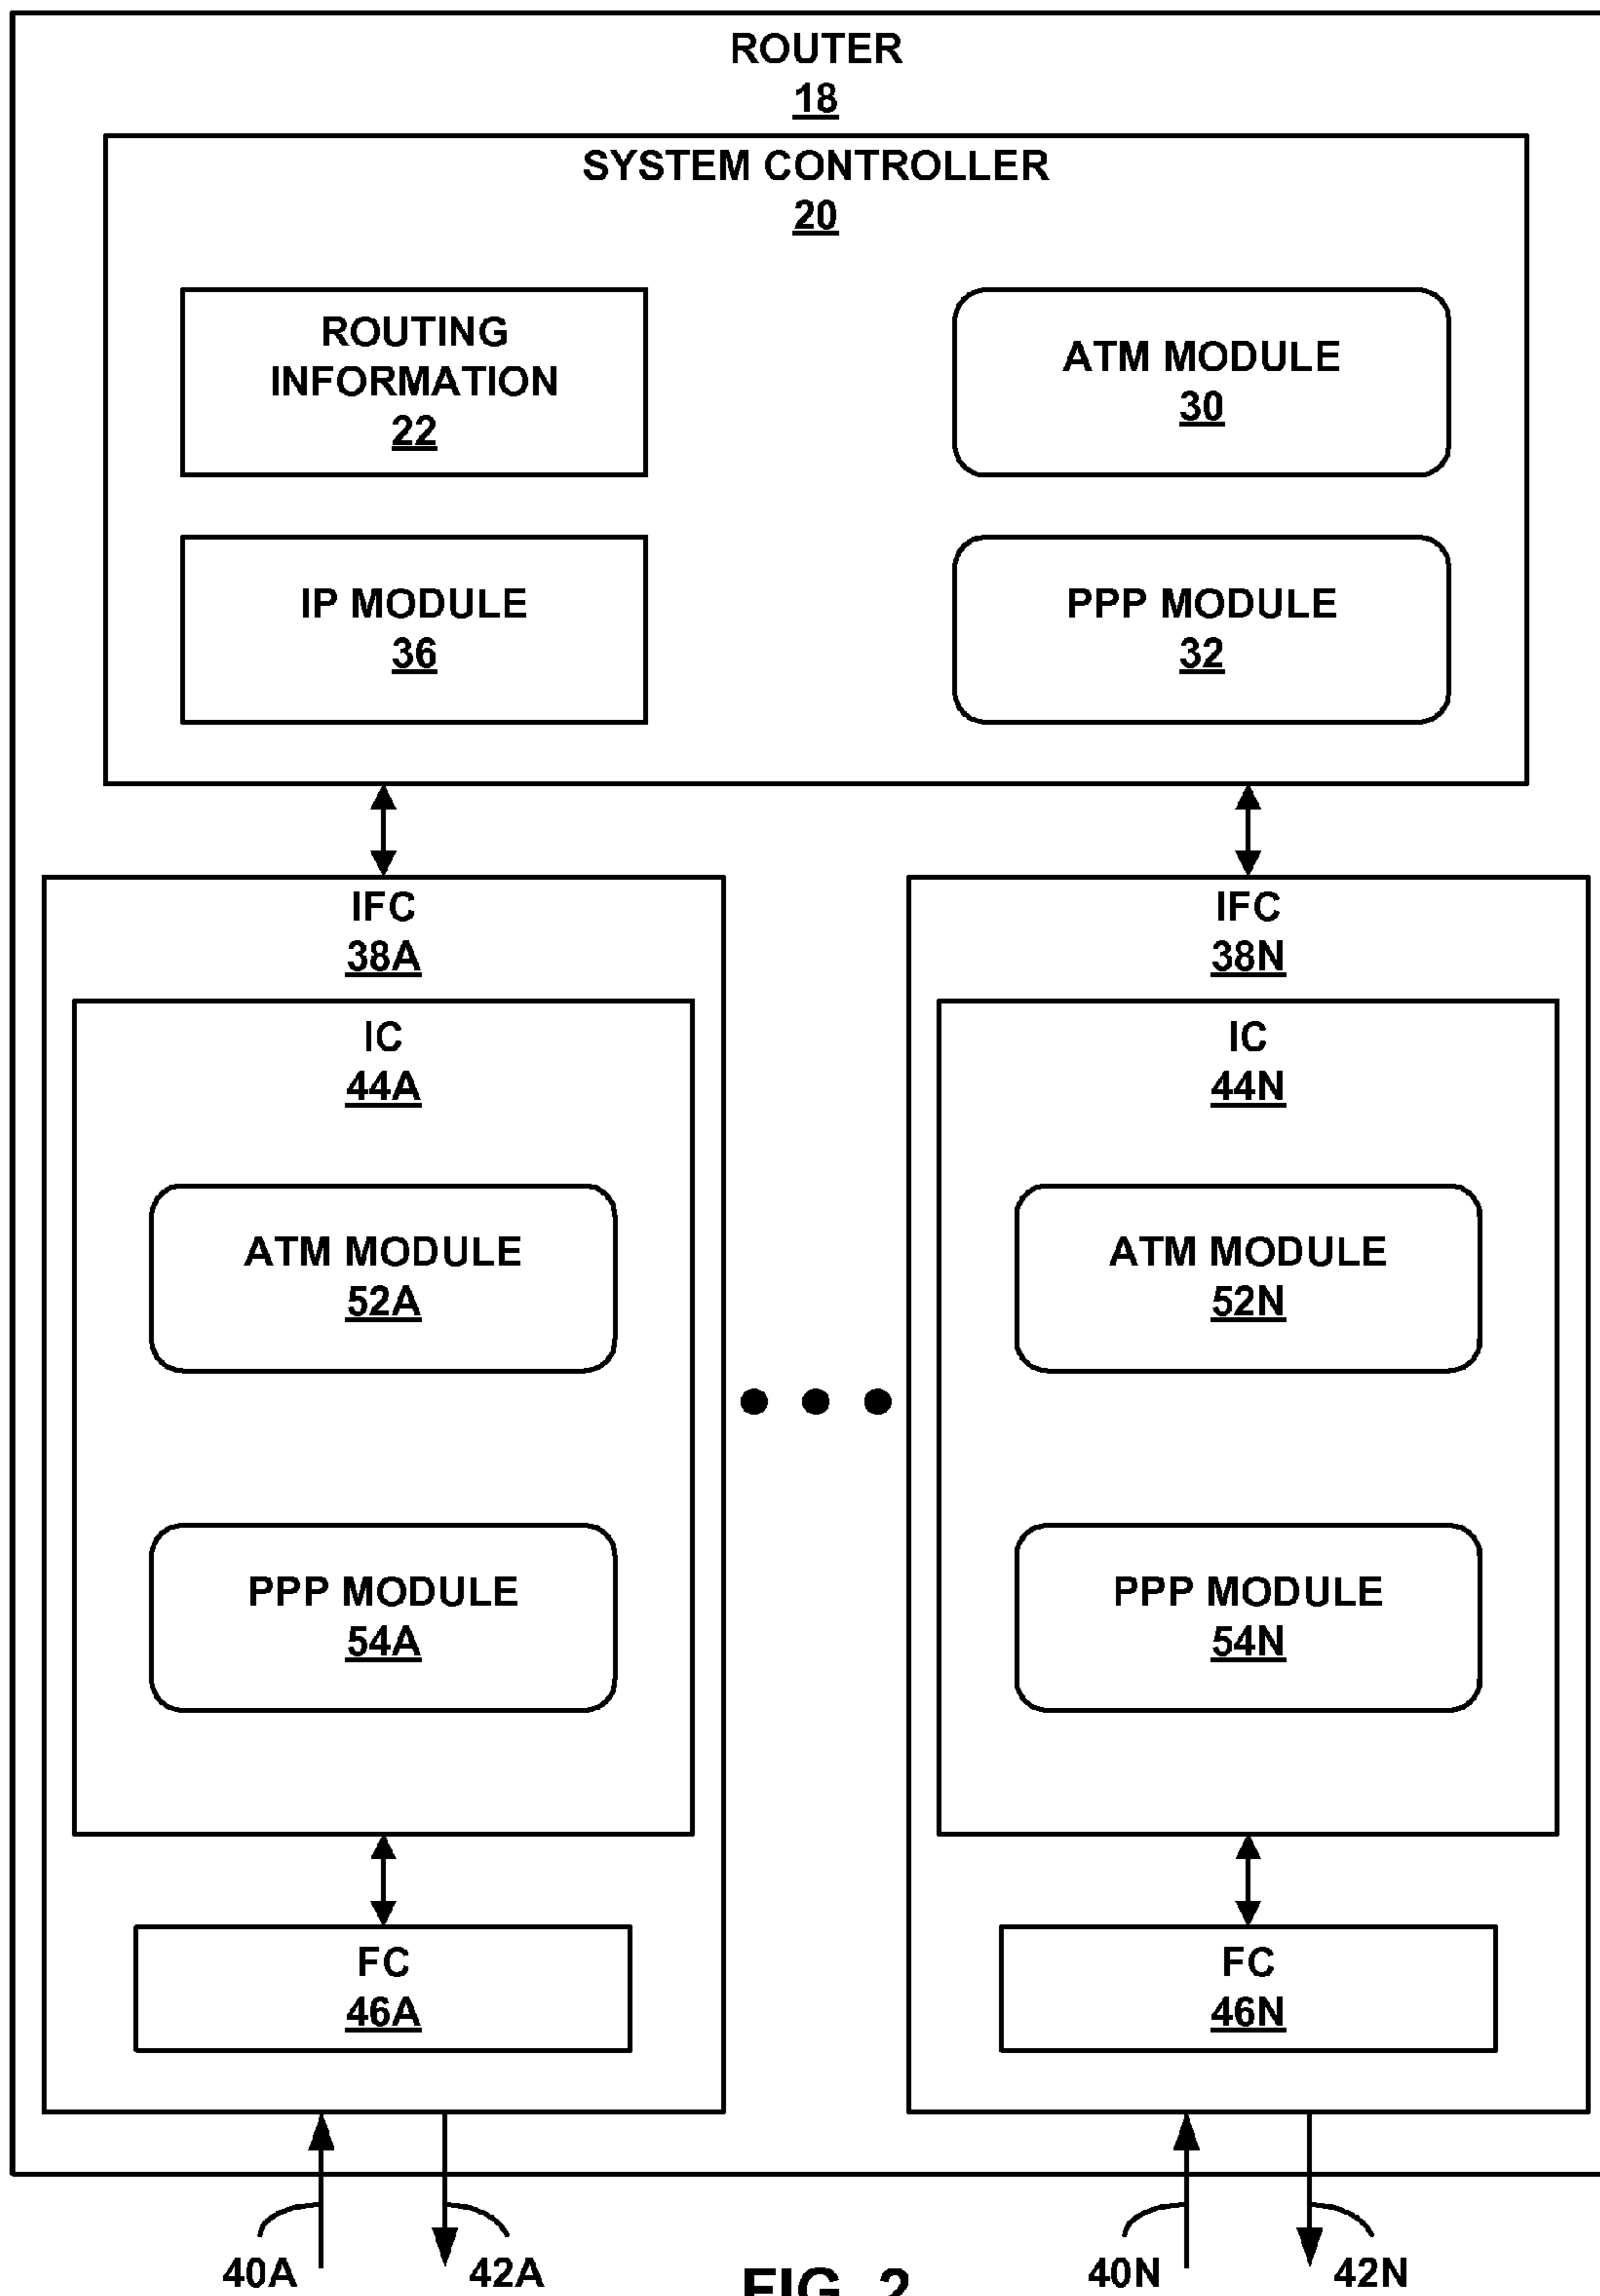 ROUTER
18
SYSTEM CONTROLLER
20
ROUTING
INFORMATION
22
ATM MODULE
30
IP MODULE
36
PPP MODULE
32
IFC
38A
IC
44A
ATM MODULE
52A
PPP MODULE
54A
FC
46A
IFC
38N
IC
44N
ATM MODULE
52N
PPP MODULE
54N
FC
46N
40A
42A
FIG. 2
40N
42N